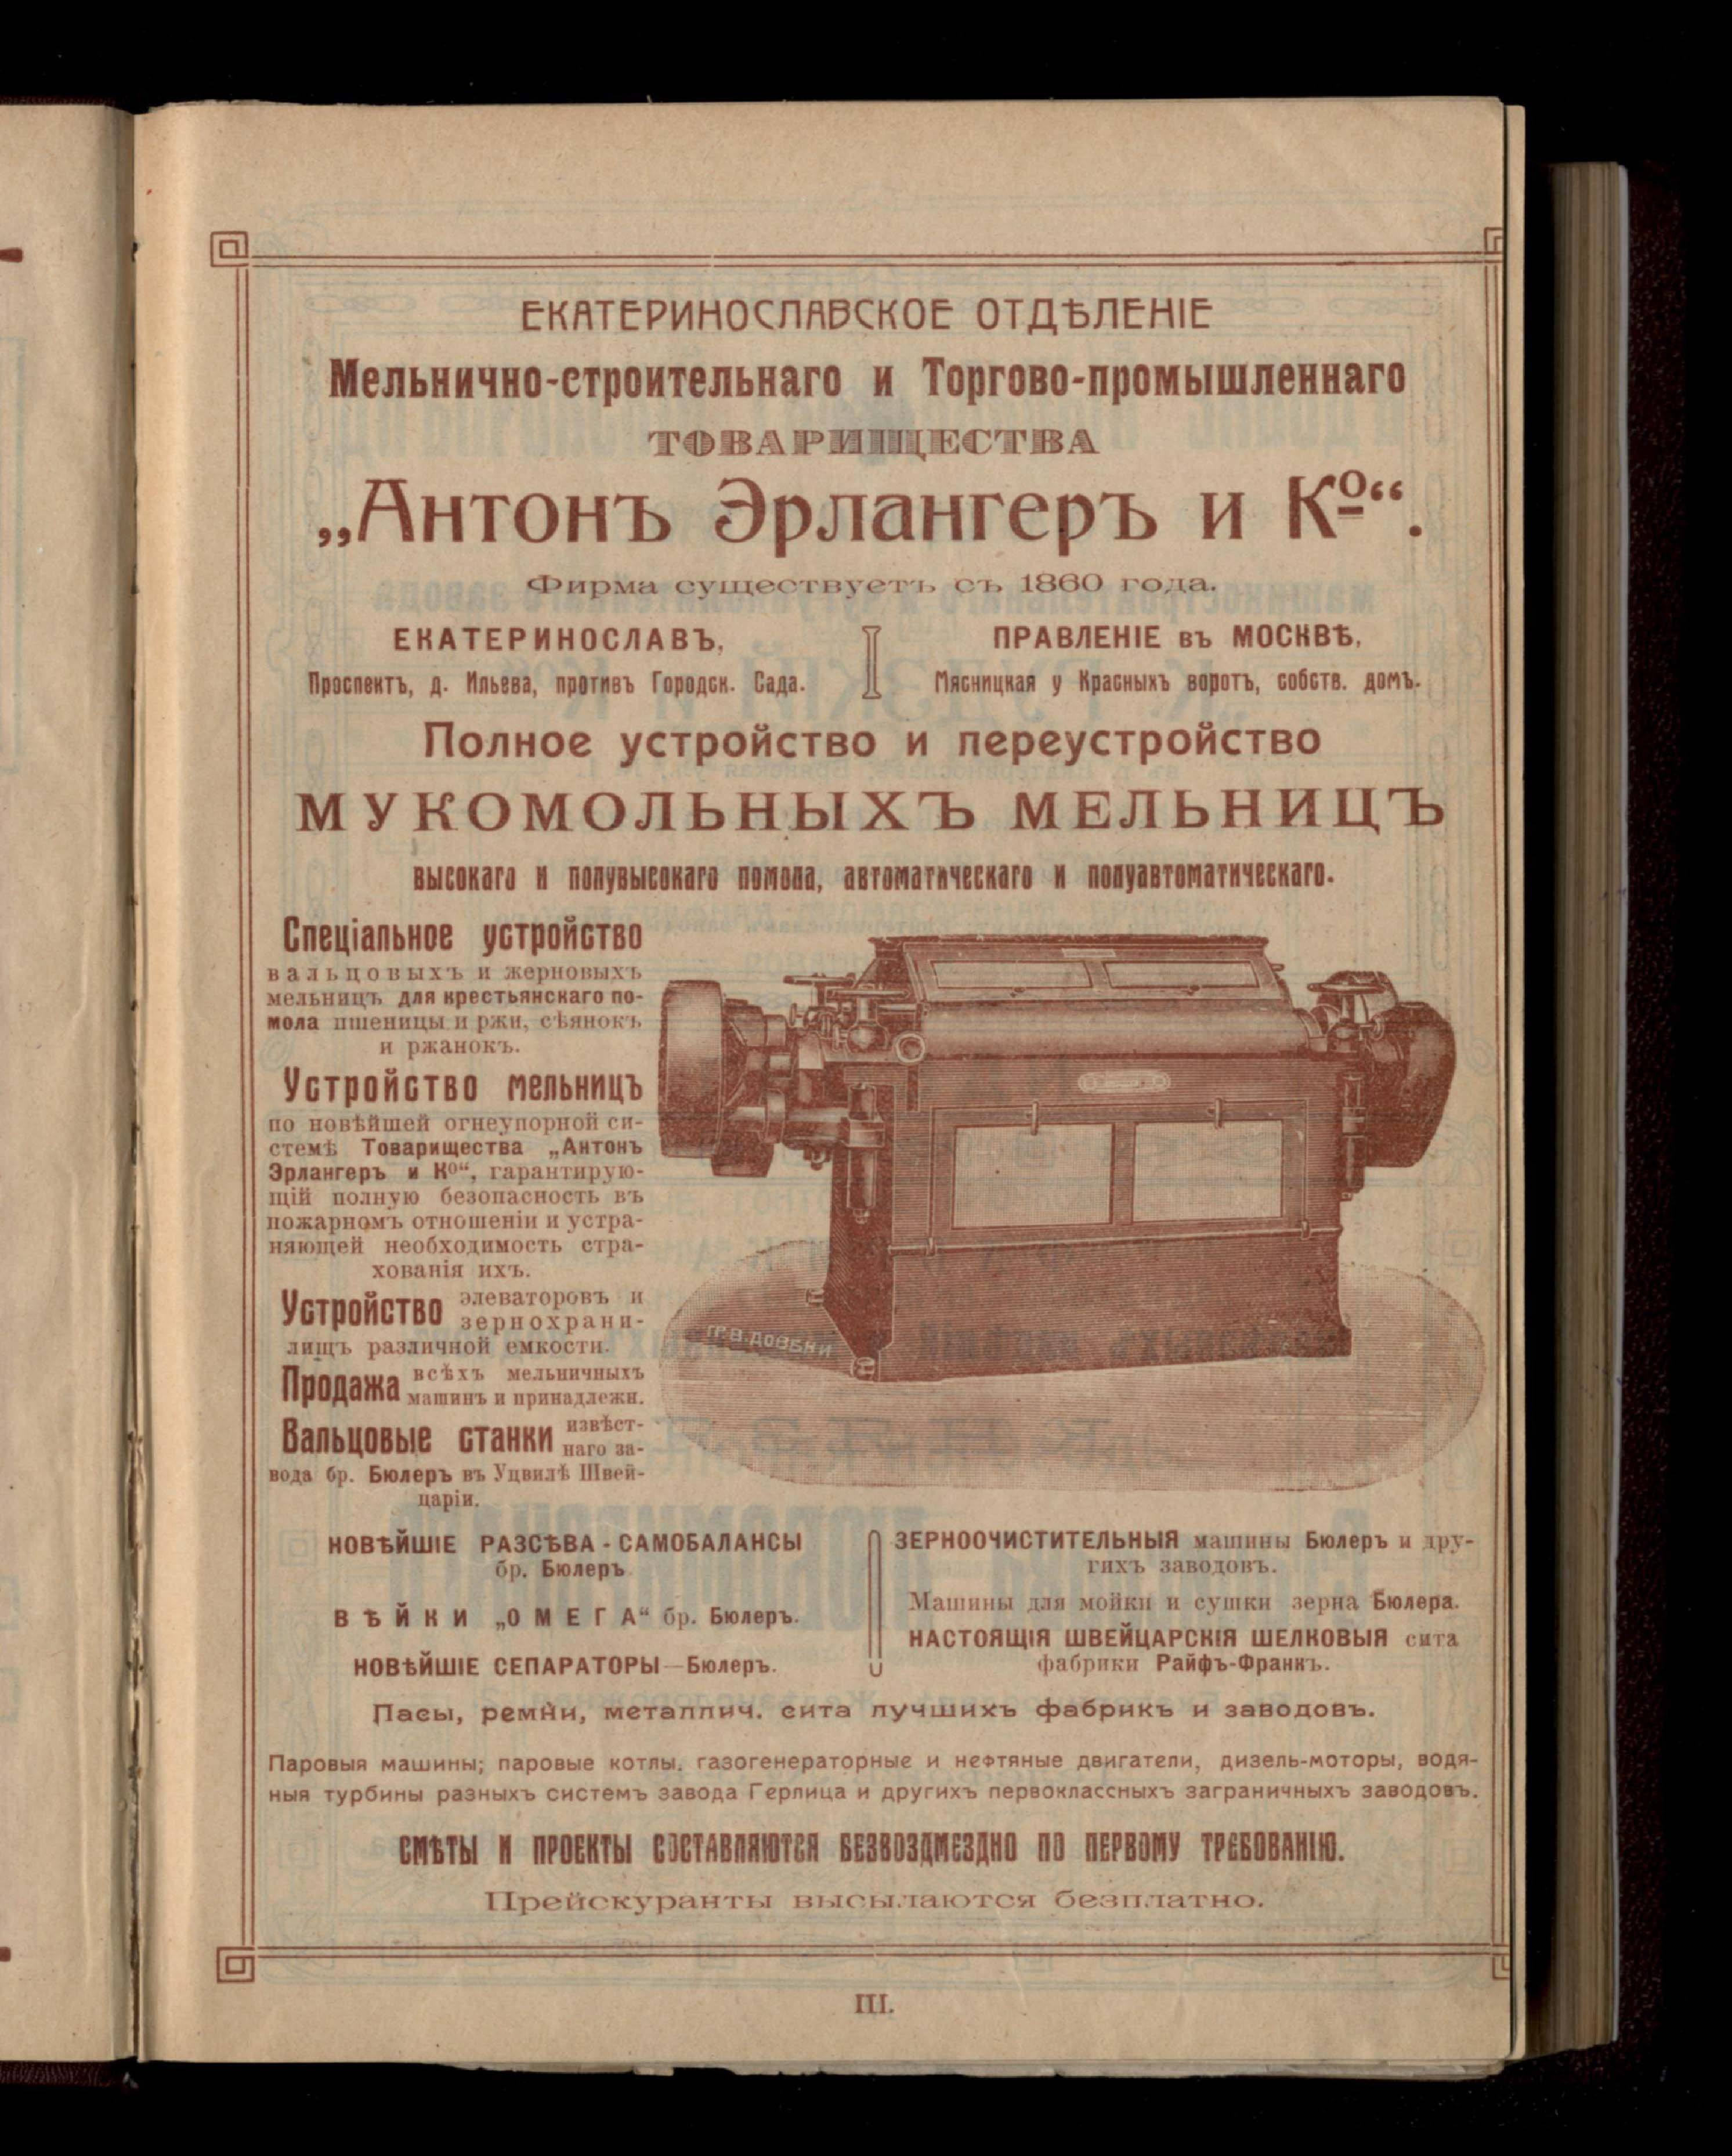 ЕКАТЕРИНОСЛАВСКОЕ ОТДѢЛЕНІЕ
Мельнично-строительнаго и Торгово-промышленнаго
ТОВАРИЩЕСТВА
„Антонъ Эрлангеръ и Кº“.
Фирма существуетъ съ 1860 года.
ЕКАТЕРИНОСЛАВЪ,
Проспектъ, д. Ильева, противъ Городск. Сада.
ПРАВЛЕНІЕ въ МОСКВѢ,
Мясницкая у Красныхъ воротъ, собств. домъ.
Полное устройство и переустройство
МУКОМОЛЬНЫХЪ МЕЛЬНИЦЪ
высокаго и полувысокаго помола, автоматическаго и полуавтоматическаго.
Спеціальное устройство
вальцовыхъ и жерновыхъ
мельницъ для крестьянскаго по-
мола пшеницы и ржи, сѣянокъ
и ржанокъ.
Устройство мельницъ
по новѣйшей огнеупорной си-
стемѣ Товарищества „Антонъ
Эрлангеръ и Кº“, гарантирую-
щій полную безопасность въ
пожарномъ отношеніи и устра-
няющей необходимость стра-
хованія ихъ.
Устройство элеваторовъ и
зернохрани-
лищъ различной емкости.
Продажа всѣхъ мельничныхъ
машинъ и принадлежн.
Вальцовые станки извѣст-
наго за-
вода бр. Бюлеръ въ Уцвилѣ Швей-
царіи.
ГР. В. ДОВБНИ
НОВѢЙШІЕ РАЗСѢВА-САМОБАЛАНСЫ
бр. Бюлеръ
ВѢЙКИ „ОМЕГА“ бр. Бюлеръ.
НОВѢЙШІЕ СЕПАРАТОРЫ—Бюлеръ.
ЗЕРНООЧИСТИТЕЛЬНЫЯ машины Бюлеръ и дру-
гихъ заводовъ.
Машины для мойки и сушки зерна Бюлера.
НАСТОЯЩІЯ ШВЕЙЦАРСКІЯ ШЕЛКОВЫЯ сита
фабрики Райфъ-Франкъ.
Пасы, ремни, металлич. сита лучшихъ фабрикъ и заводовъ.
Паровыя машины; паровые котлы, газогенераторные и нефтяные двигатели, дизель-моторы, водя-
ныя турбины разныхъ системъ завода Герлица и другихъ первоклассныхъ заграничныхъ заводовъ.
СМѢТЫ И ПРОЕКТЫ СОСТАВЛЯЮТСЯ БЕЗВОЗДМЕЗДНО ПО ПЕРВОМУ ТРЕБОВАНІЮ.
Прейскуранты высылаются безплатно.
III.